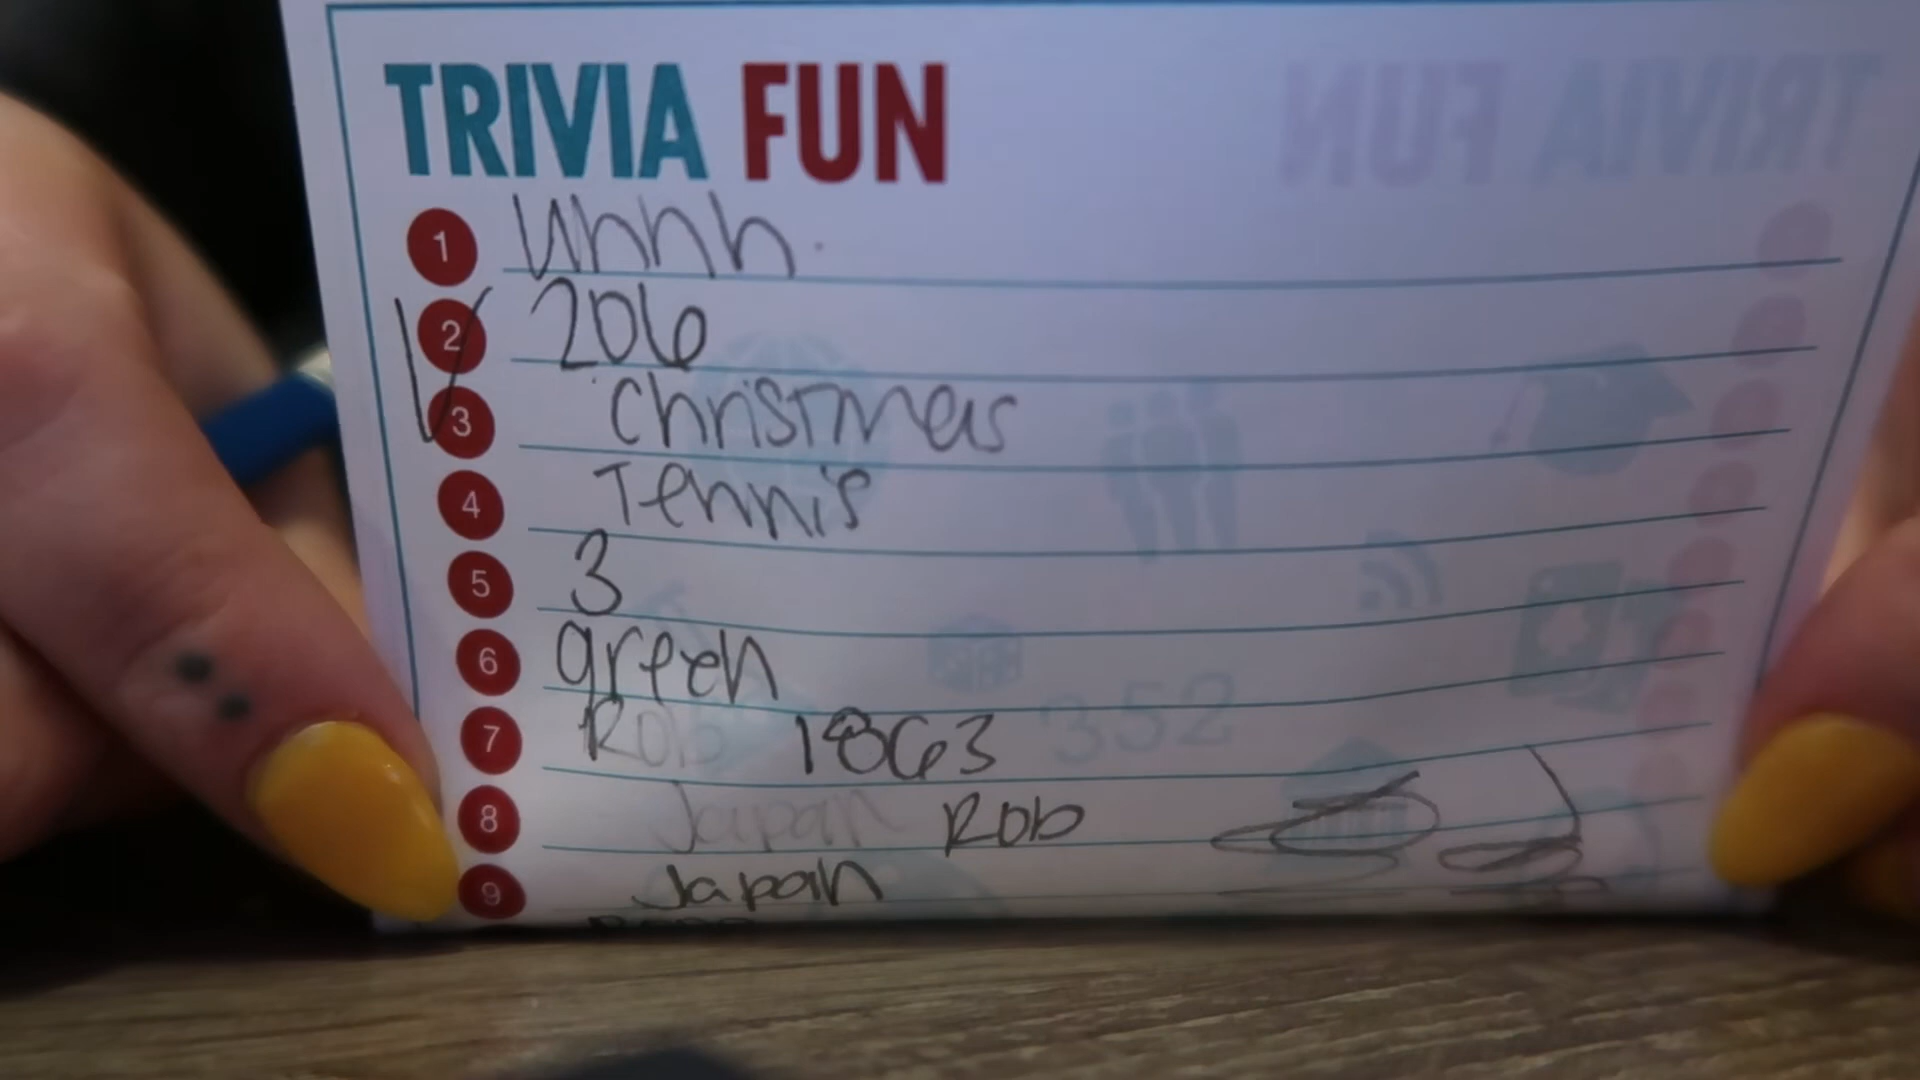 TRIVIA FUN
1 Uhhh.
2 206
3 Christmas
4 Tennis
5 3
6 green
7 Rob 1863
8 Japan Rob
9 Japan
352